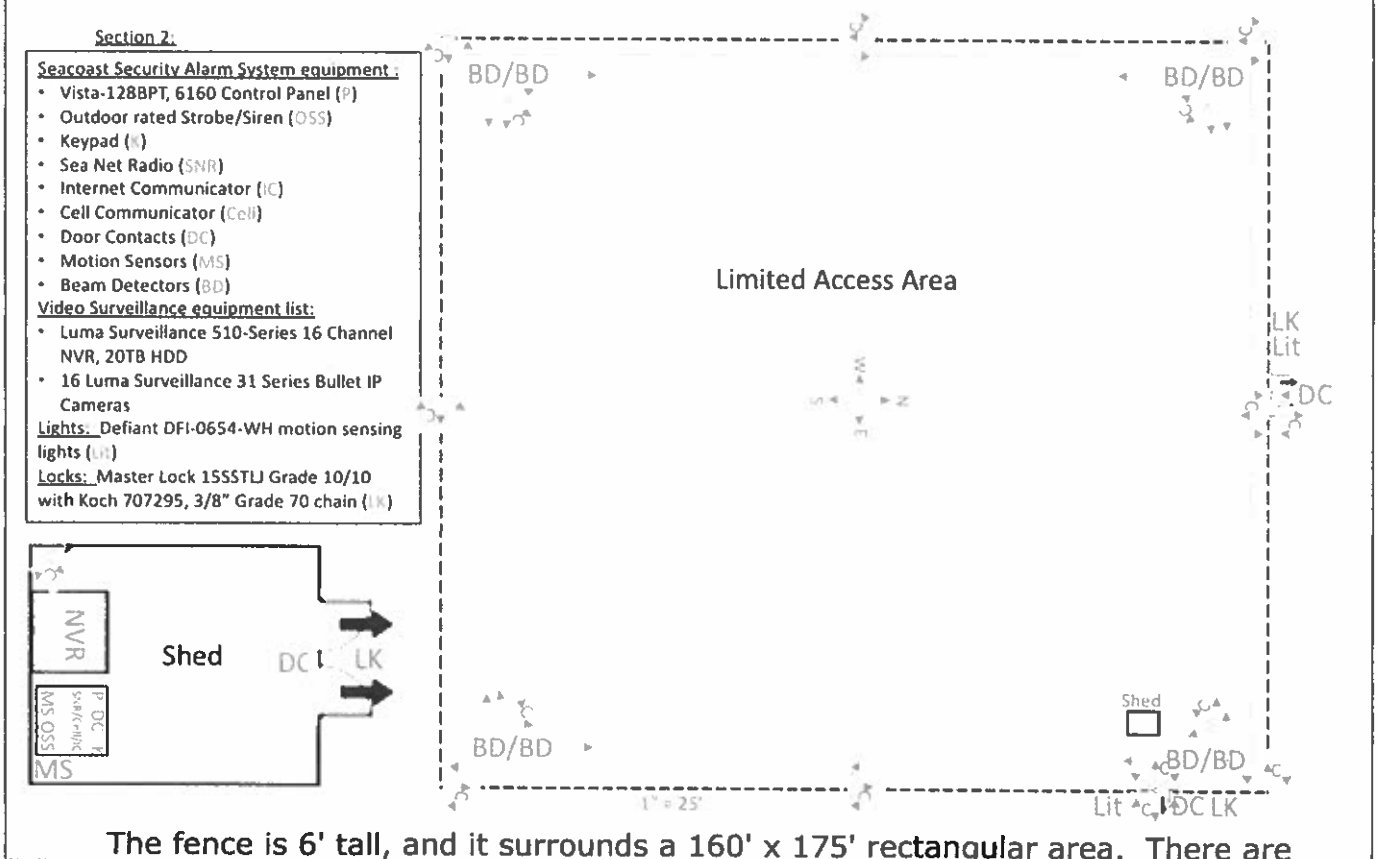 Section 2:
Seacoast Security Alarm System equipment :
• Vista-128BPT, 6160 Control Panel (P)
• Outdoor rated Strobe/Siren (OSS)
• Keypad (K)
• Sea Net Radio (SNR)
• Internet Communicator (IC)
• Cell Communicator (Cell)
• Door Contacts (DC)
• Motion Sensors (MS)
• Beam Detectors (BD)
Video Surveillance equipment list:
• Luma Surveillance 510-Series 16 Channel
NVR, 20TB HDD
• 16 Luma Surveillance 31 Series Bullet IP
Cameras
Lights: Defiant DFI-0654-WH motion sensing
lights (Lit)
Locks: Master Lock 15SSTLJ Grade 10/10
with Koch 707295, 3/8" Grade 70 chain (LK)
C
C
C
BD/BD
BD/BD
C
C
Limited Access Area
LK
Lit
DC
W
S
N
E
C
C
C
C
NVR
Shed
DC
LK
P DC K
SNR/Cell/IC
MS OSS
MS
C
BD/BD
Shed
C
BD/BD
C
C
C
C
1" = 25'
Lit
C
DC LK
The fence is 6' tall, and it surrounds a 160' x 175' rectangular area. There are